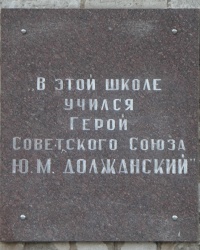 "В ЭТОЙ ШКОЛЕ
УЧИЛСЯ
ГЕРОЙ
СОВЕТСКОГО СОЮЗА
Ю.М. ДОЛЖАНСКИЙ"